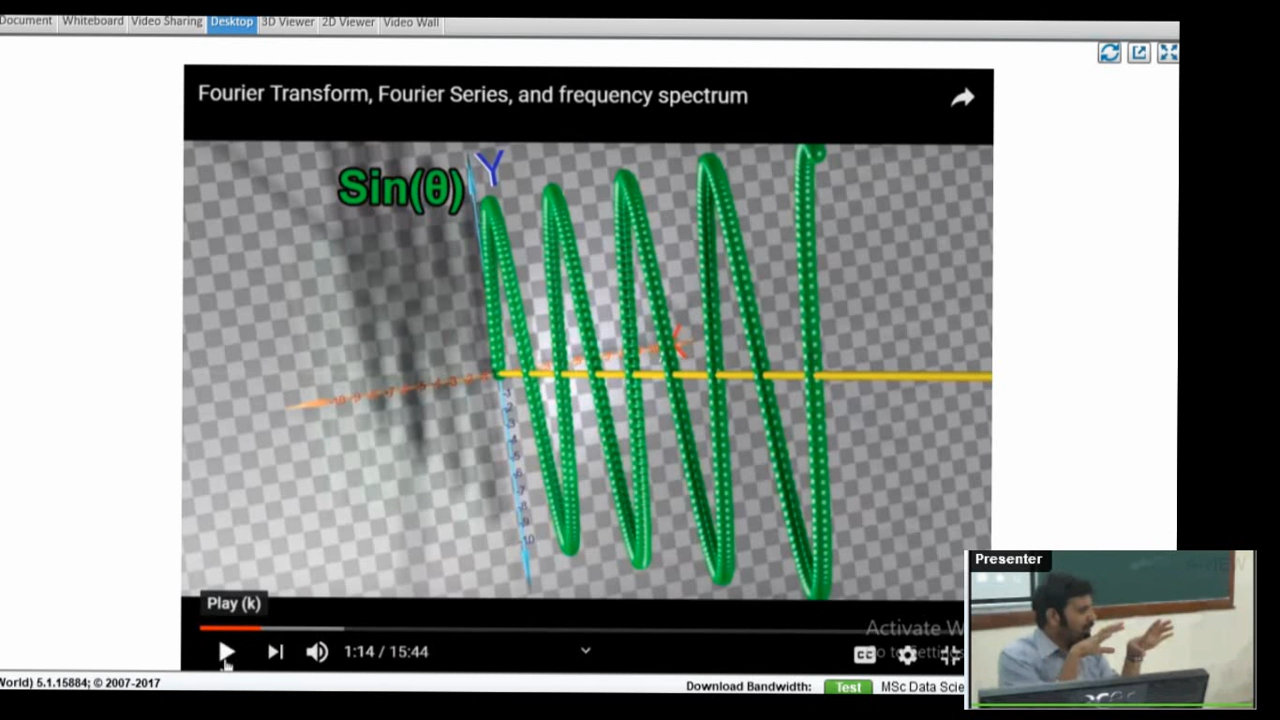 Document Whiteboard Video Sharing Desktop 3D Viewer 2D Viewer Video Wall
Fourier Transform, Fourier Series, and frequency spectrum
Sin(θ)
Y
Presenter
Play (k)
Activate W
1:14 / 15:44
CC
World) 5.1.15884; © 2007-2017
Download Bandwidth: Test MSc Data Scie
acer